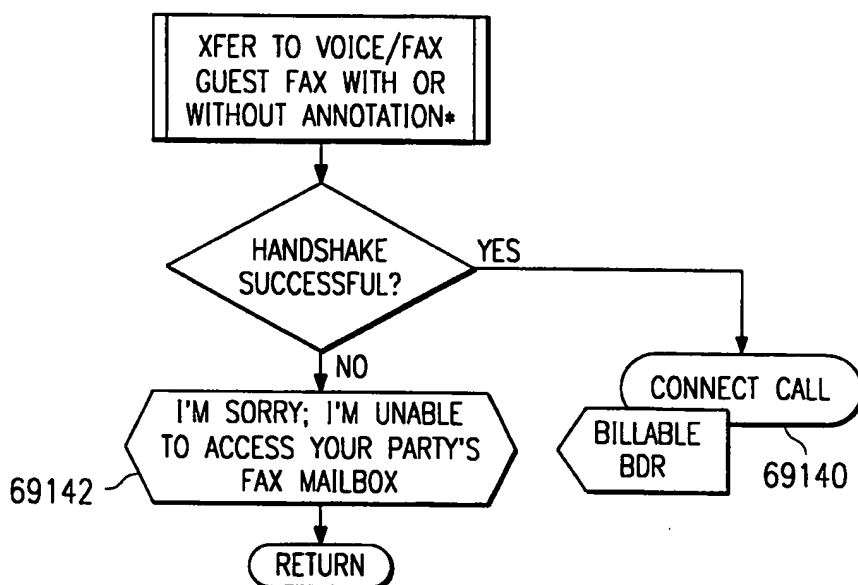 XFER TO VOICE/FAX
GUEST FAX WITH OR
WITHOUT ANNOTATION*
HANDSHAKE
SUCCESSFUL?
YES
NO
CONNECT CALL
BILLABLE
BDR
69140
I'M SORRY; I'M UNABLE
TO ACCESS YOUR PARTY'S
FAX MAILBOX
69142
RETURN